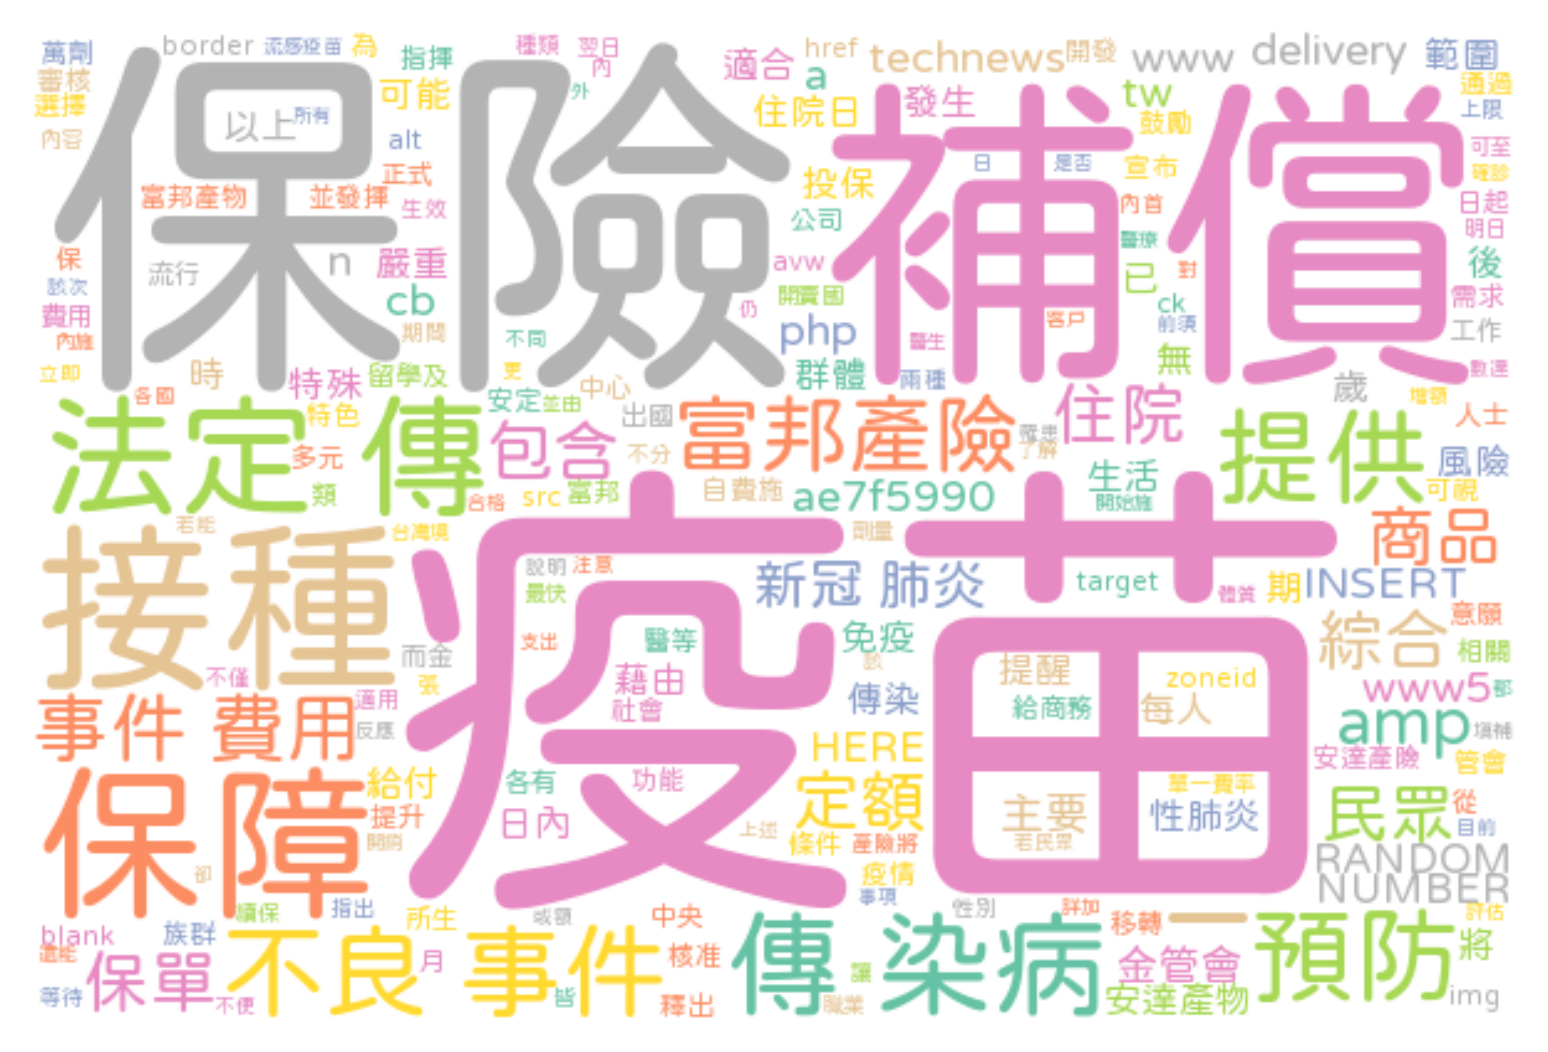 萬劑 border 流感疫苗 為 指揮 種類 翌日 適合 href technews 開發 www delivery 範圍
審核 可能 內 a 通過
選擇 外 住院日 發生 tw 上限
內容 以上 所有 alt 鼓勵 可至
保險 補償
正式 日 是否 宣布 確診
富邦產物 並發揮 生效 投保 公司 內首 日起
保 流行 n 嚴重 avw 醫療 明日
該次 cb 開賣國 已 對 後
費用 期間 仍 php ck 需求
內施 不同 醫生 客戶 前須 工作
立即 時 特殊 留學及 更 群體 兩種 無 數達
各國 安定 並由 中心 歲 增額
法定 傳 特色 包含 出國 富邦產險 罹患 住院 提供 人士
多元 不分 了解 生活 風險
類 合格 src 富邦 自費施 ae7f5990 開始施 可視
接種 若能 台灣境 劑量 商品
疫苗
說明 注意 新冠 肺炎 target 體質 期 INSERT
最快 意願
而金 支出 醫等 免疫 綜合 相關
不僅 張 藉由 該 提醒 zoneid www5 都
事件 費用 適用 社會 傳染 給商務 每人 amp
反應 HERE 填補
保障 給付 各有 功能 定額 單一費率 安達產險 管會
提升 日內 主要 性肺炎 民眾 從
上述 條件 產險將 若民眾 目前
卻 疫情 RANDOM
事項 NUMBER
續保 指出 所生 或額 中央 性別 詳加 移轉 一 評估
blank 族群 不良 事件 核准 傳 染病 預防 將
還能 保單 月 讓 金管會
等待 不便 皆 釋出 職業 安達產物 img